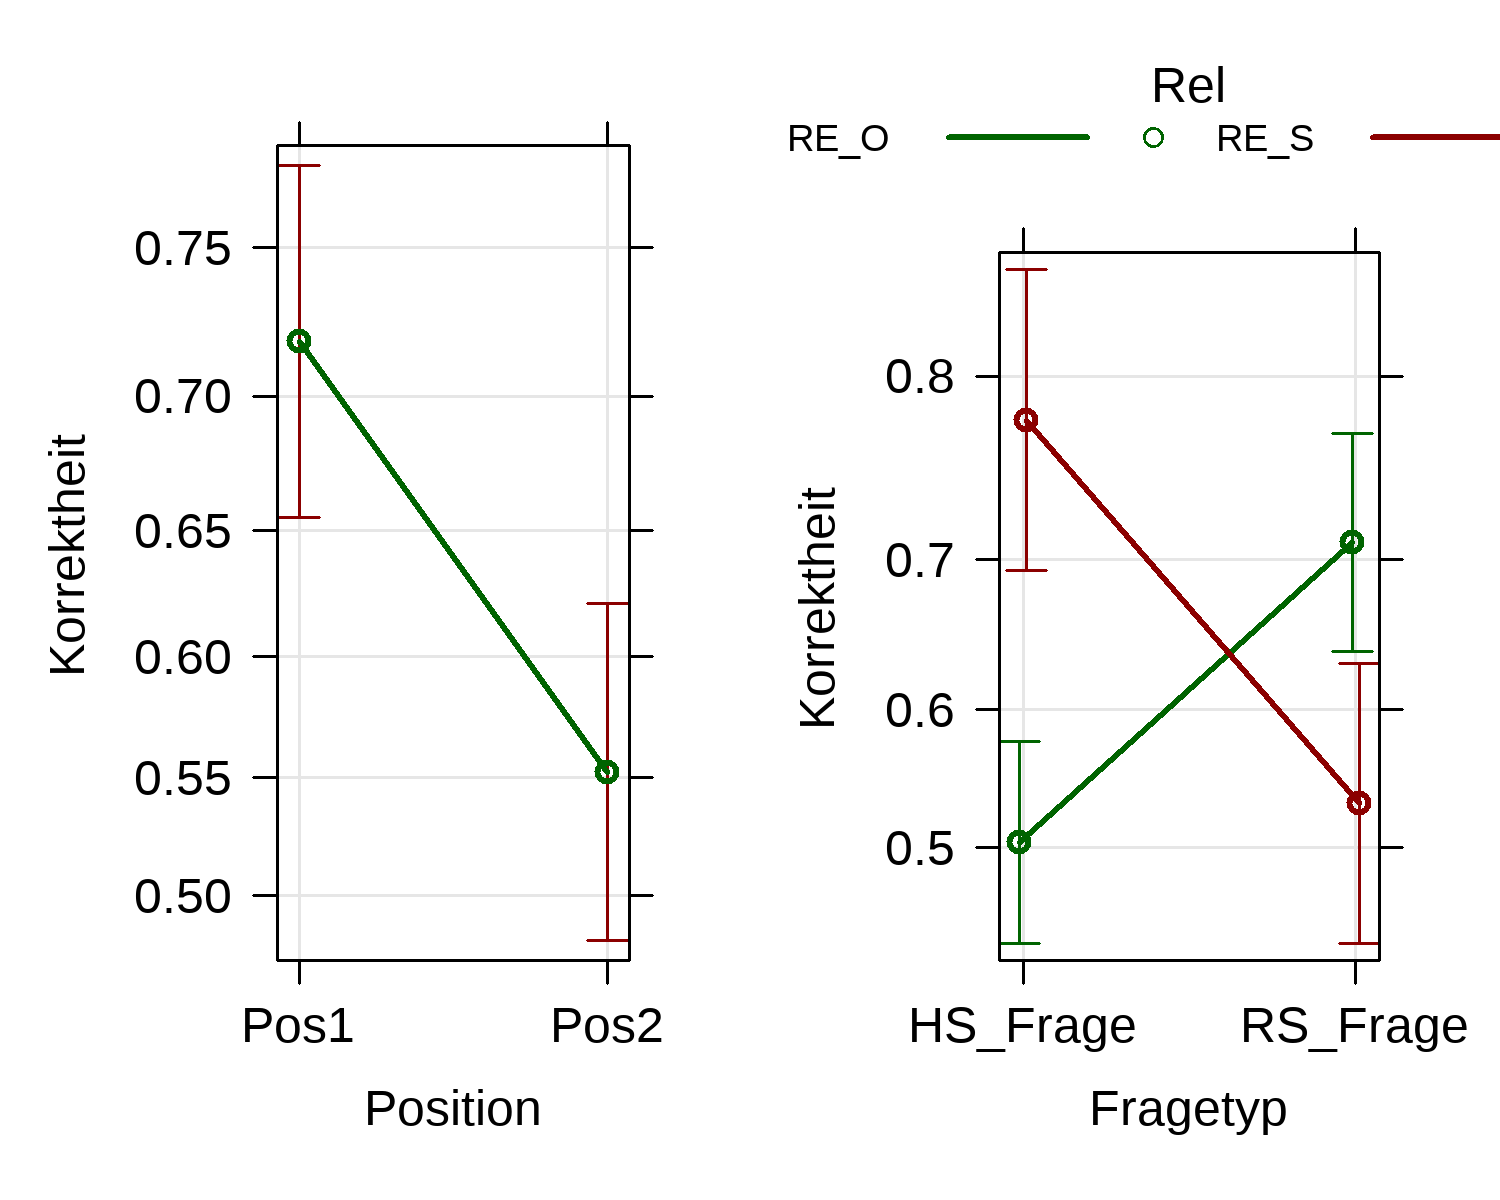 Korrektheit
0.75
0.70
0.65
0.60
0.55
0.50
Pos1 Pos2
Position
Rel
RE_O RE_S
Korrektheit
0.8
0.7
0.6
0.5
HS_Frage RS_Frage
Fragetyp